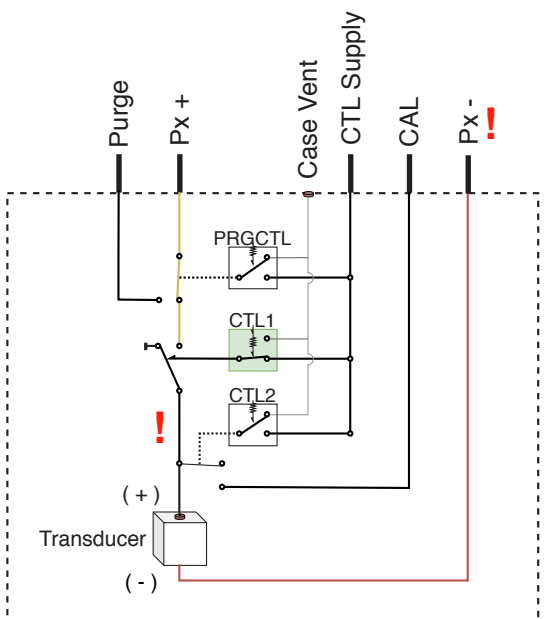 Purge
Px +
Case Vent
CTL Supply
CAL
Px -
!
PRGCTL
CTL1
CTL2
!
( + )
Transducer
( - )